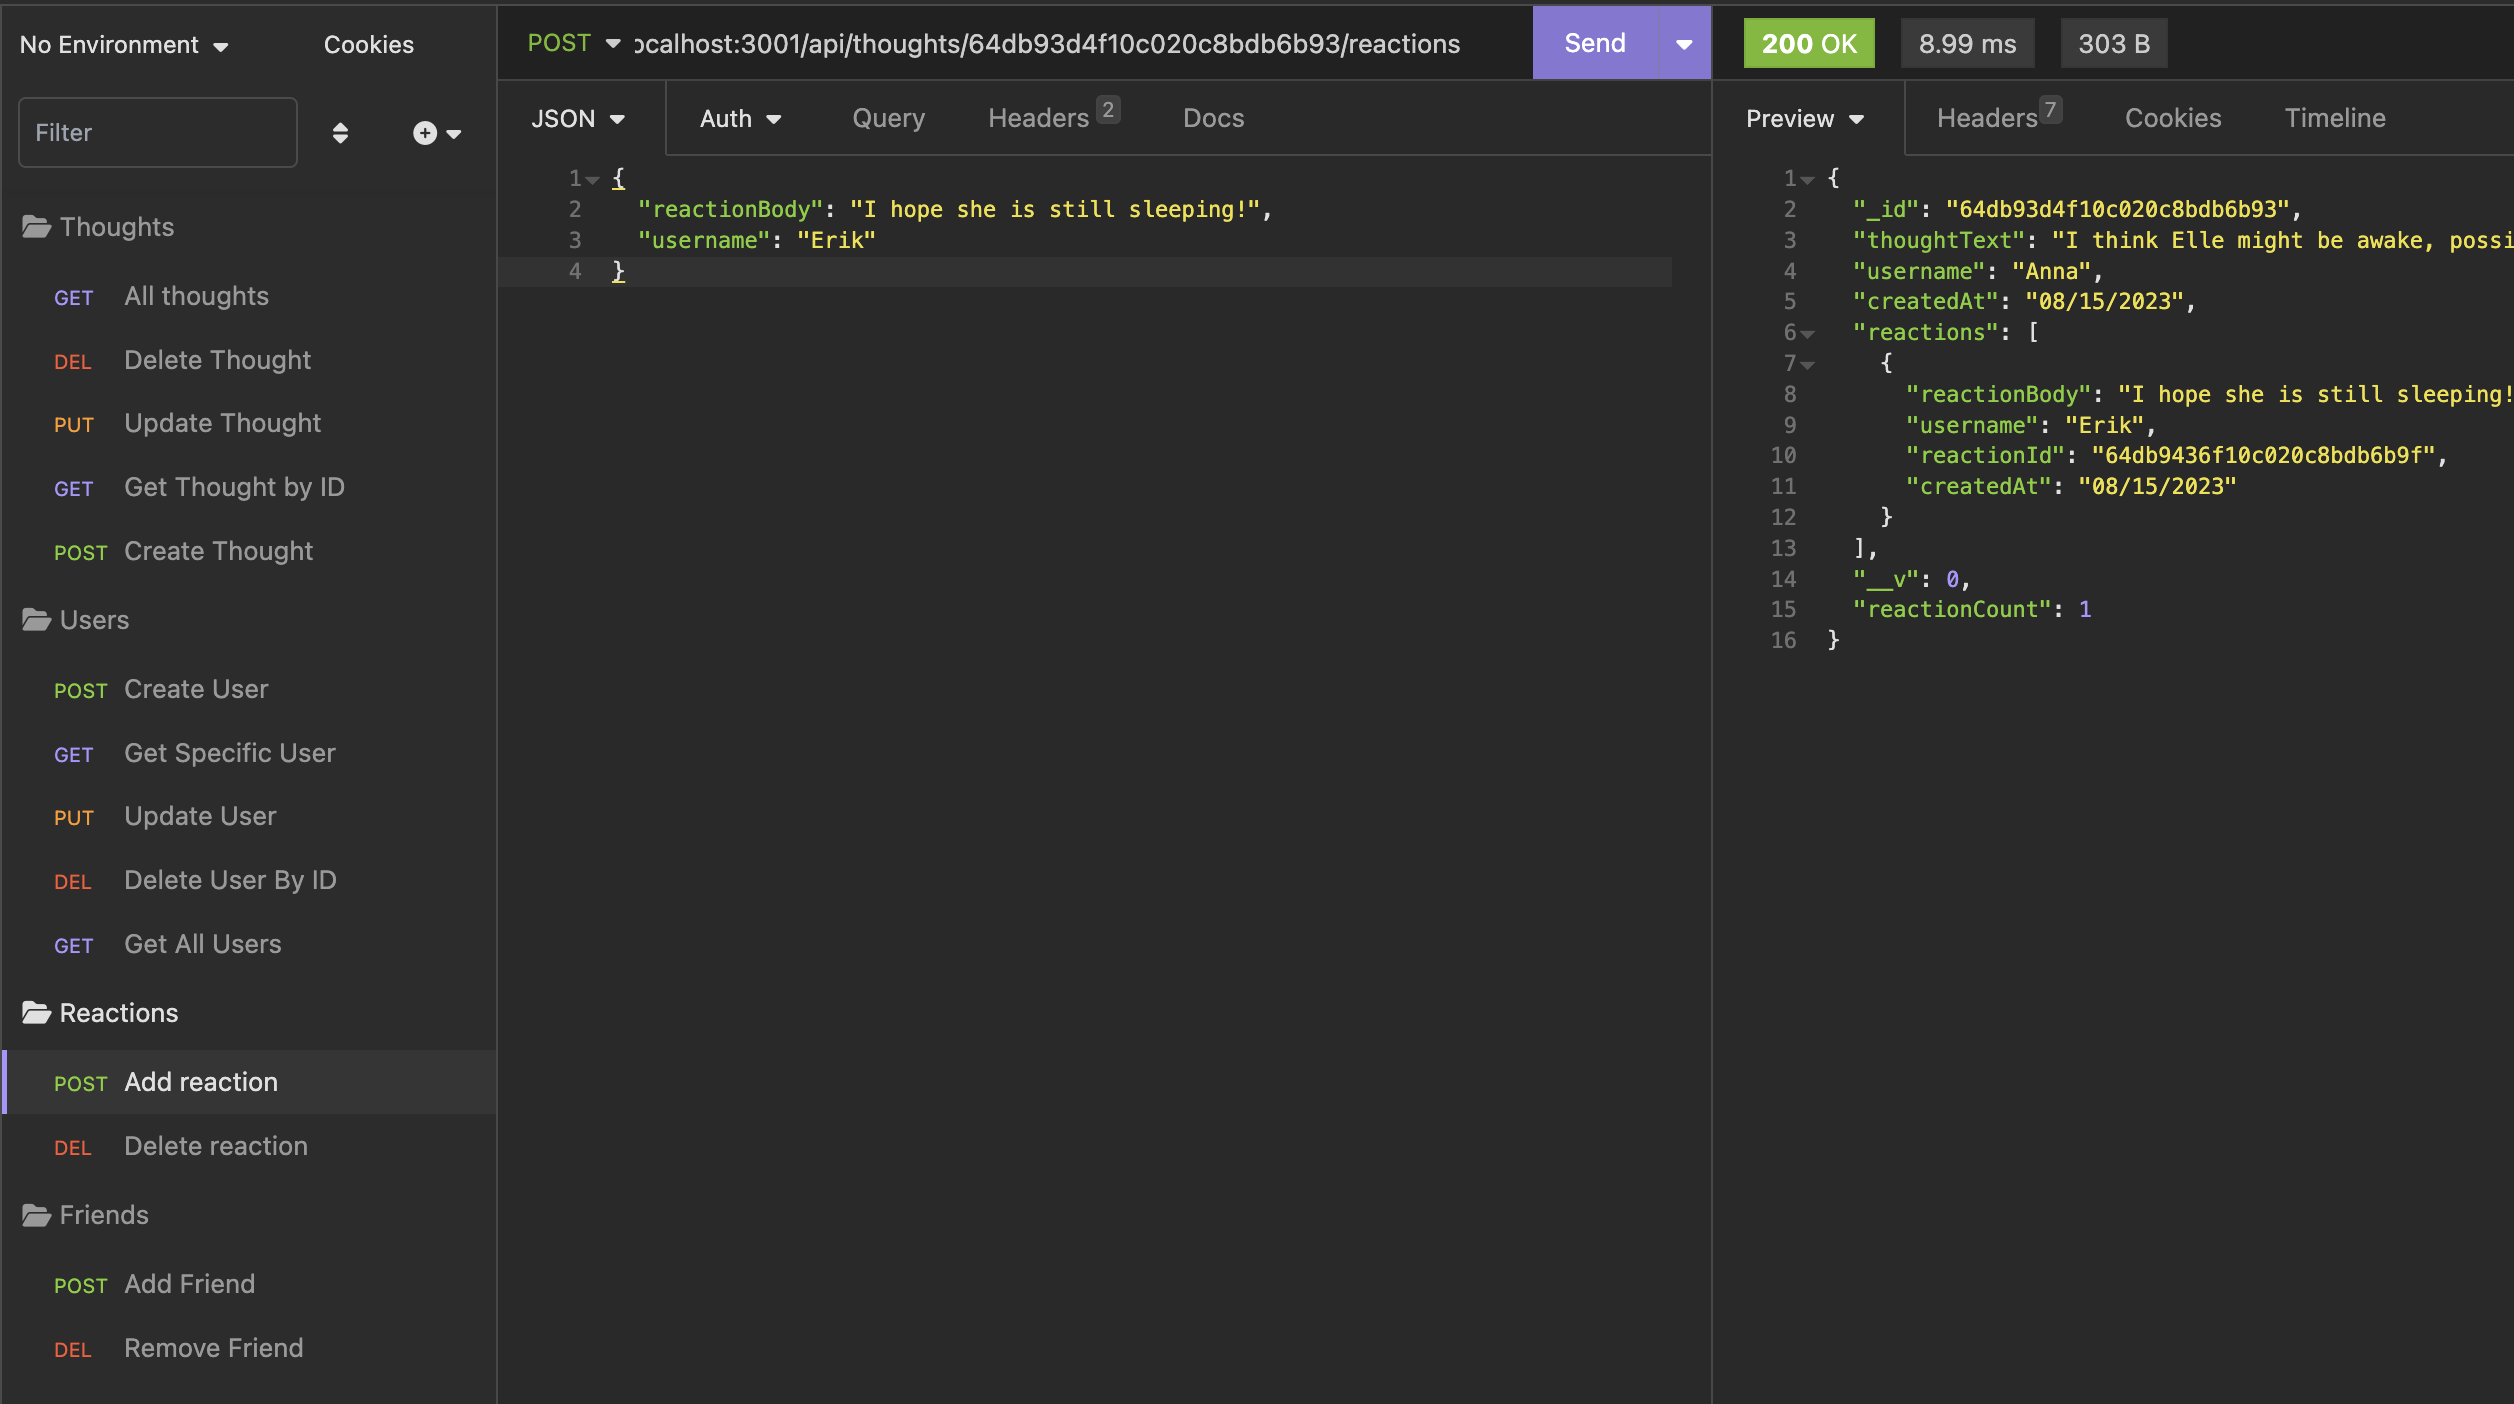 No Environment
Cookies
Filter
Thoughts
GET All thoughts
DEL Delete Thought
PUT Update Thought
GET Get Thought by ID
POST Create Thought
Users
POST Create User
GET Get Specific User
PUT Update User
DEL Delete User By ID
GET Get All Users
Reactions
POST Add reaction
DEL Delete reaction
Friends
POST Add Friend
DEL Remove Friend
POST ocalhost:3001/api/thoughts/64db93d4f10c020c8bdb6b93/reactions
Send
JSON Auth Query Headers 2 Docs
1 {
2 "reactionBody": "I hope she is still sleeping!",
3 "username": "Erik"
4 }
200 OK 8.99 ms 303 B
Preview Headers 7 Cookies Timeline
1 {
2 "_id": "64db93d4f10c020c8bdb6b93",
3 "thoughtText": "I think Elle might be awake, possi
4 "username": "Anna",
5 "createdAt": "08/15/2023",
6 "reactions": [
7 {
8 "reactionBody": "I hope she is still sleeping!
9 "username": "Erik",
10 "reactionId": "64db9436f10c020c8bdb6b9f",
11 "createdAt": "08/15/2023"
12 }
13 ],
14 "__v": 0,
15 "reactionCount": 1
16 }